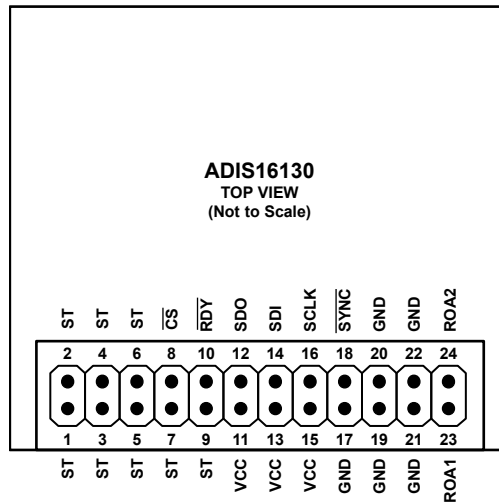 ADIS16130
TOP VIEW
(Not to Scale)
ST ST ST CS RDY SDO SDI SCLK SYNC GND GND ROA2
2 4 6 8 10 12 14 16 18 20 22 24
1 3 5 7 9 11 13 15 17 19 21 23
ST ST ST ST ST VCC VCC VCC GND GND GND ROA1